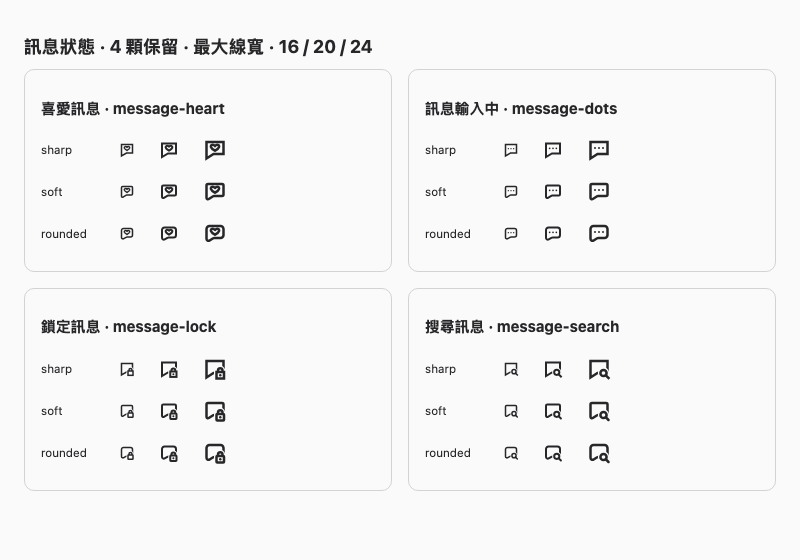 訊息狀態 · 4 顆保留 · 最大線寬 · 16 / 20 / 24
喜愛訊息 · message-heart
sharp
soft
rounded
訊息輸入中 · message-dots
sharp
soft
rounded
鎖定訊息 · message-lock
sharp
soft
rounded
搜尋訊息 · message-search
sharp
soft
rounded